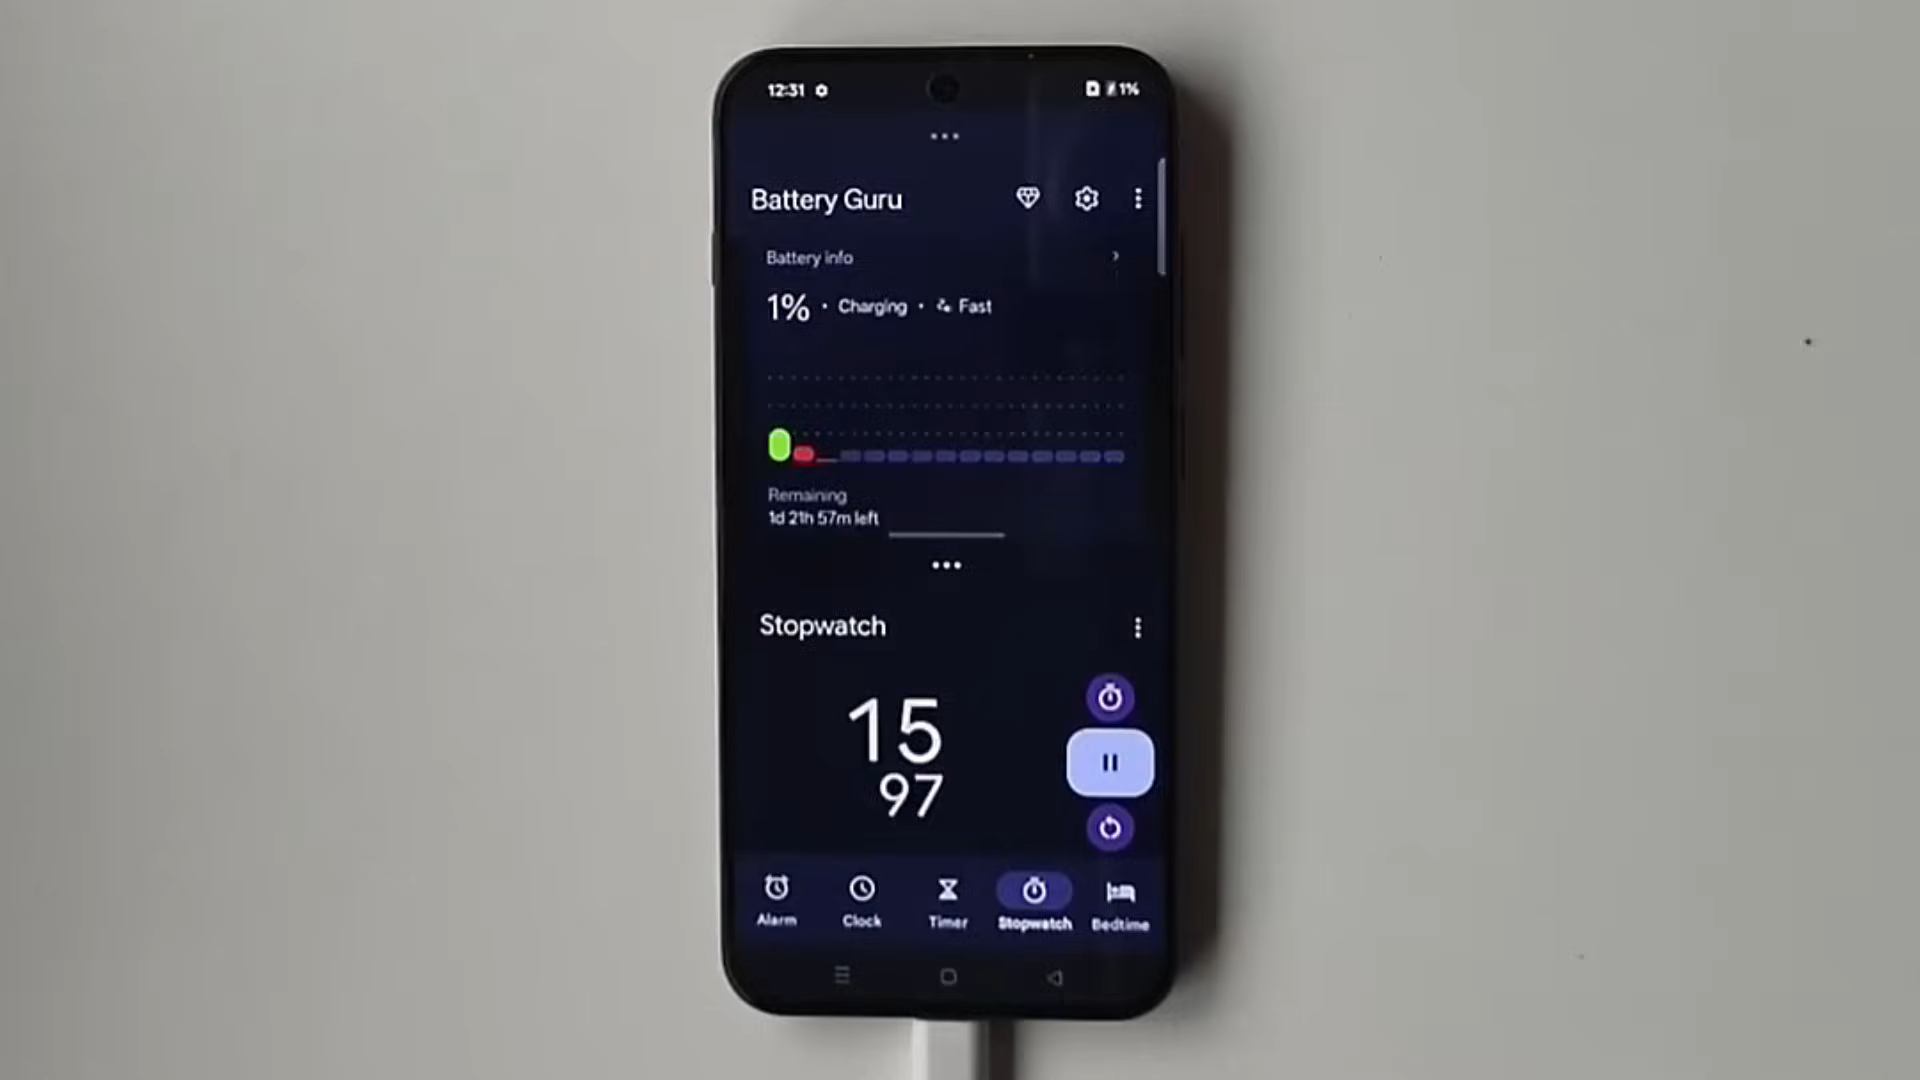 12:31 1%
Battery Guru
Battery info
1% · Charging · Fast
Remaining
1d 21h 57m left
Stopwatch
15
97
Alarm Clock Timer Stopwatch Bedtime